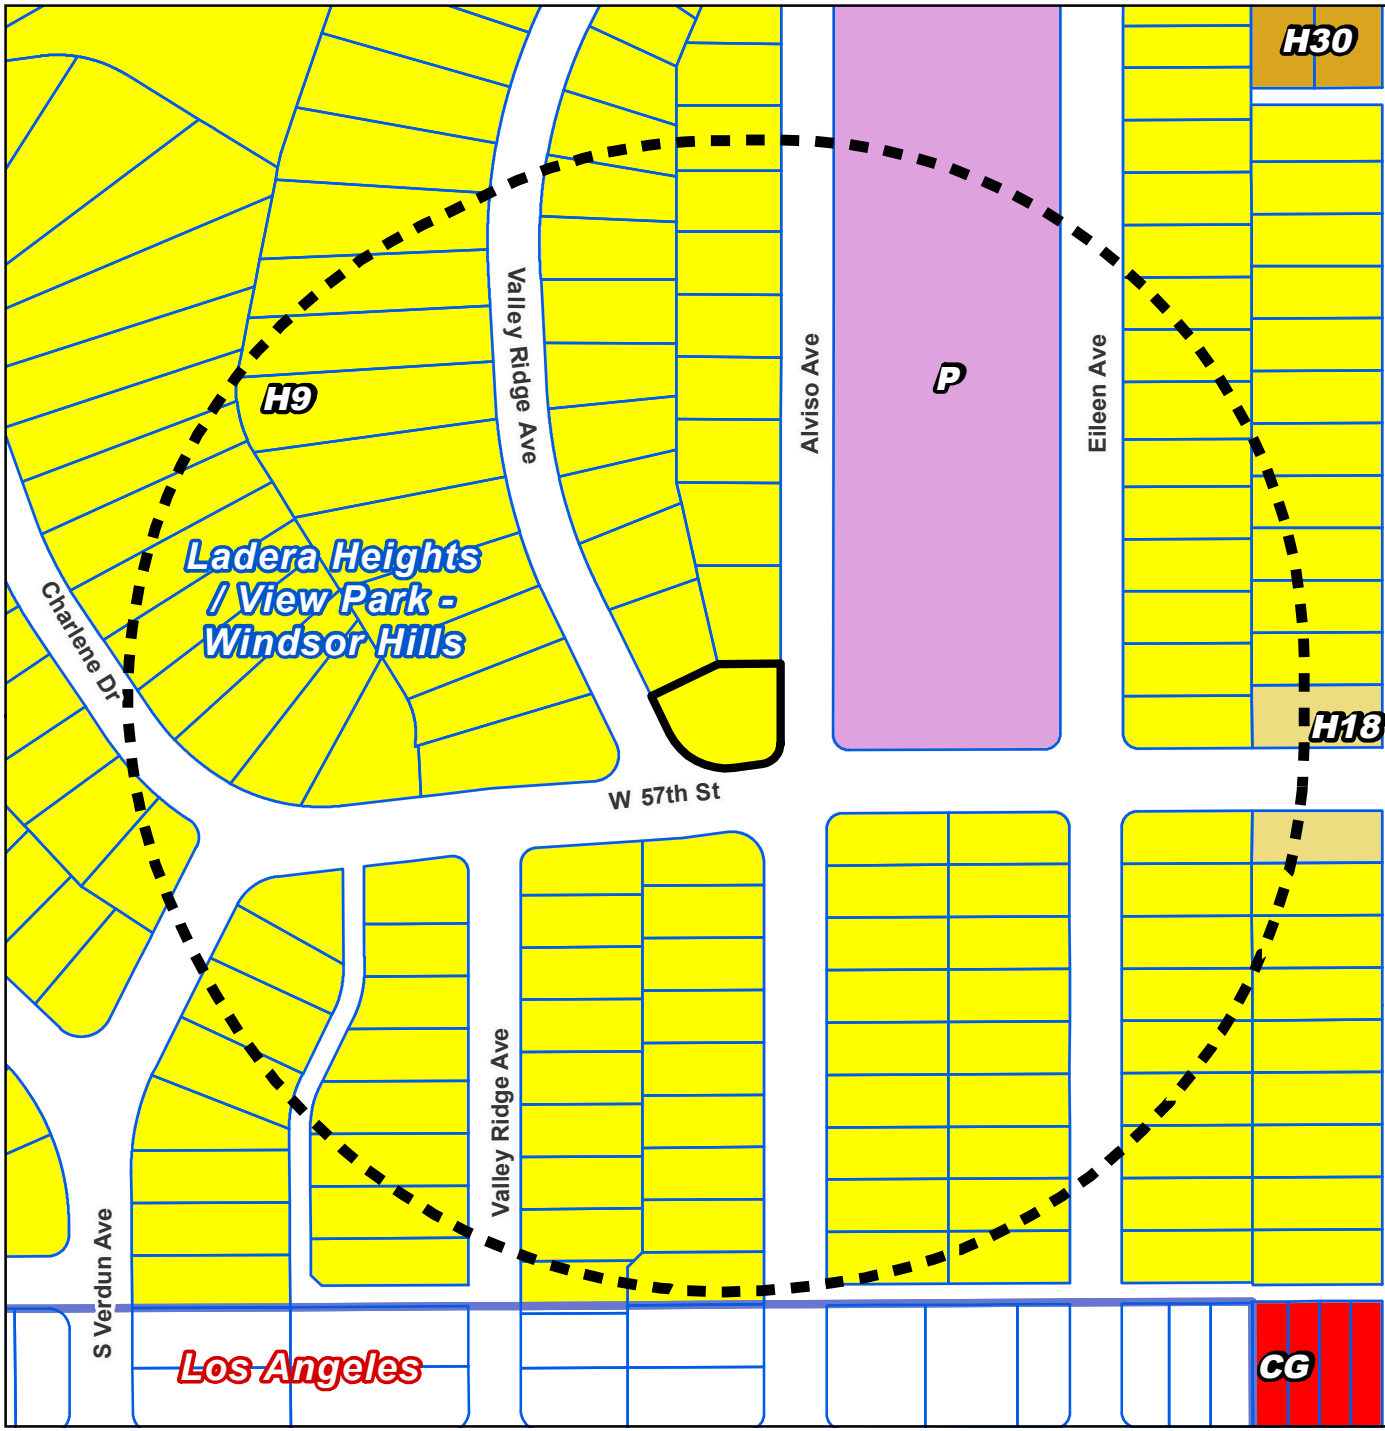 H30
Valley Ridge Ave
Alviso Ave
Eileen Ave
P
H9
Ladera Heights
/ View Park -
Windsor Hills
Charlene Dr
H18
W 57th St
Valley Ridge Ave
S Verdun Ave
Los Angeles
CG